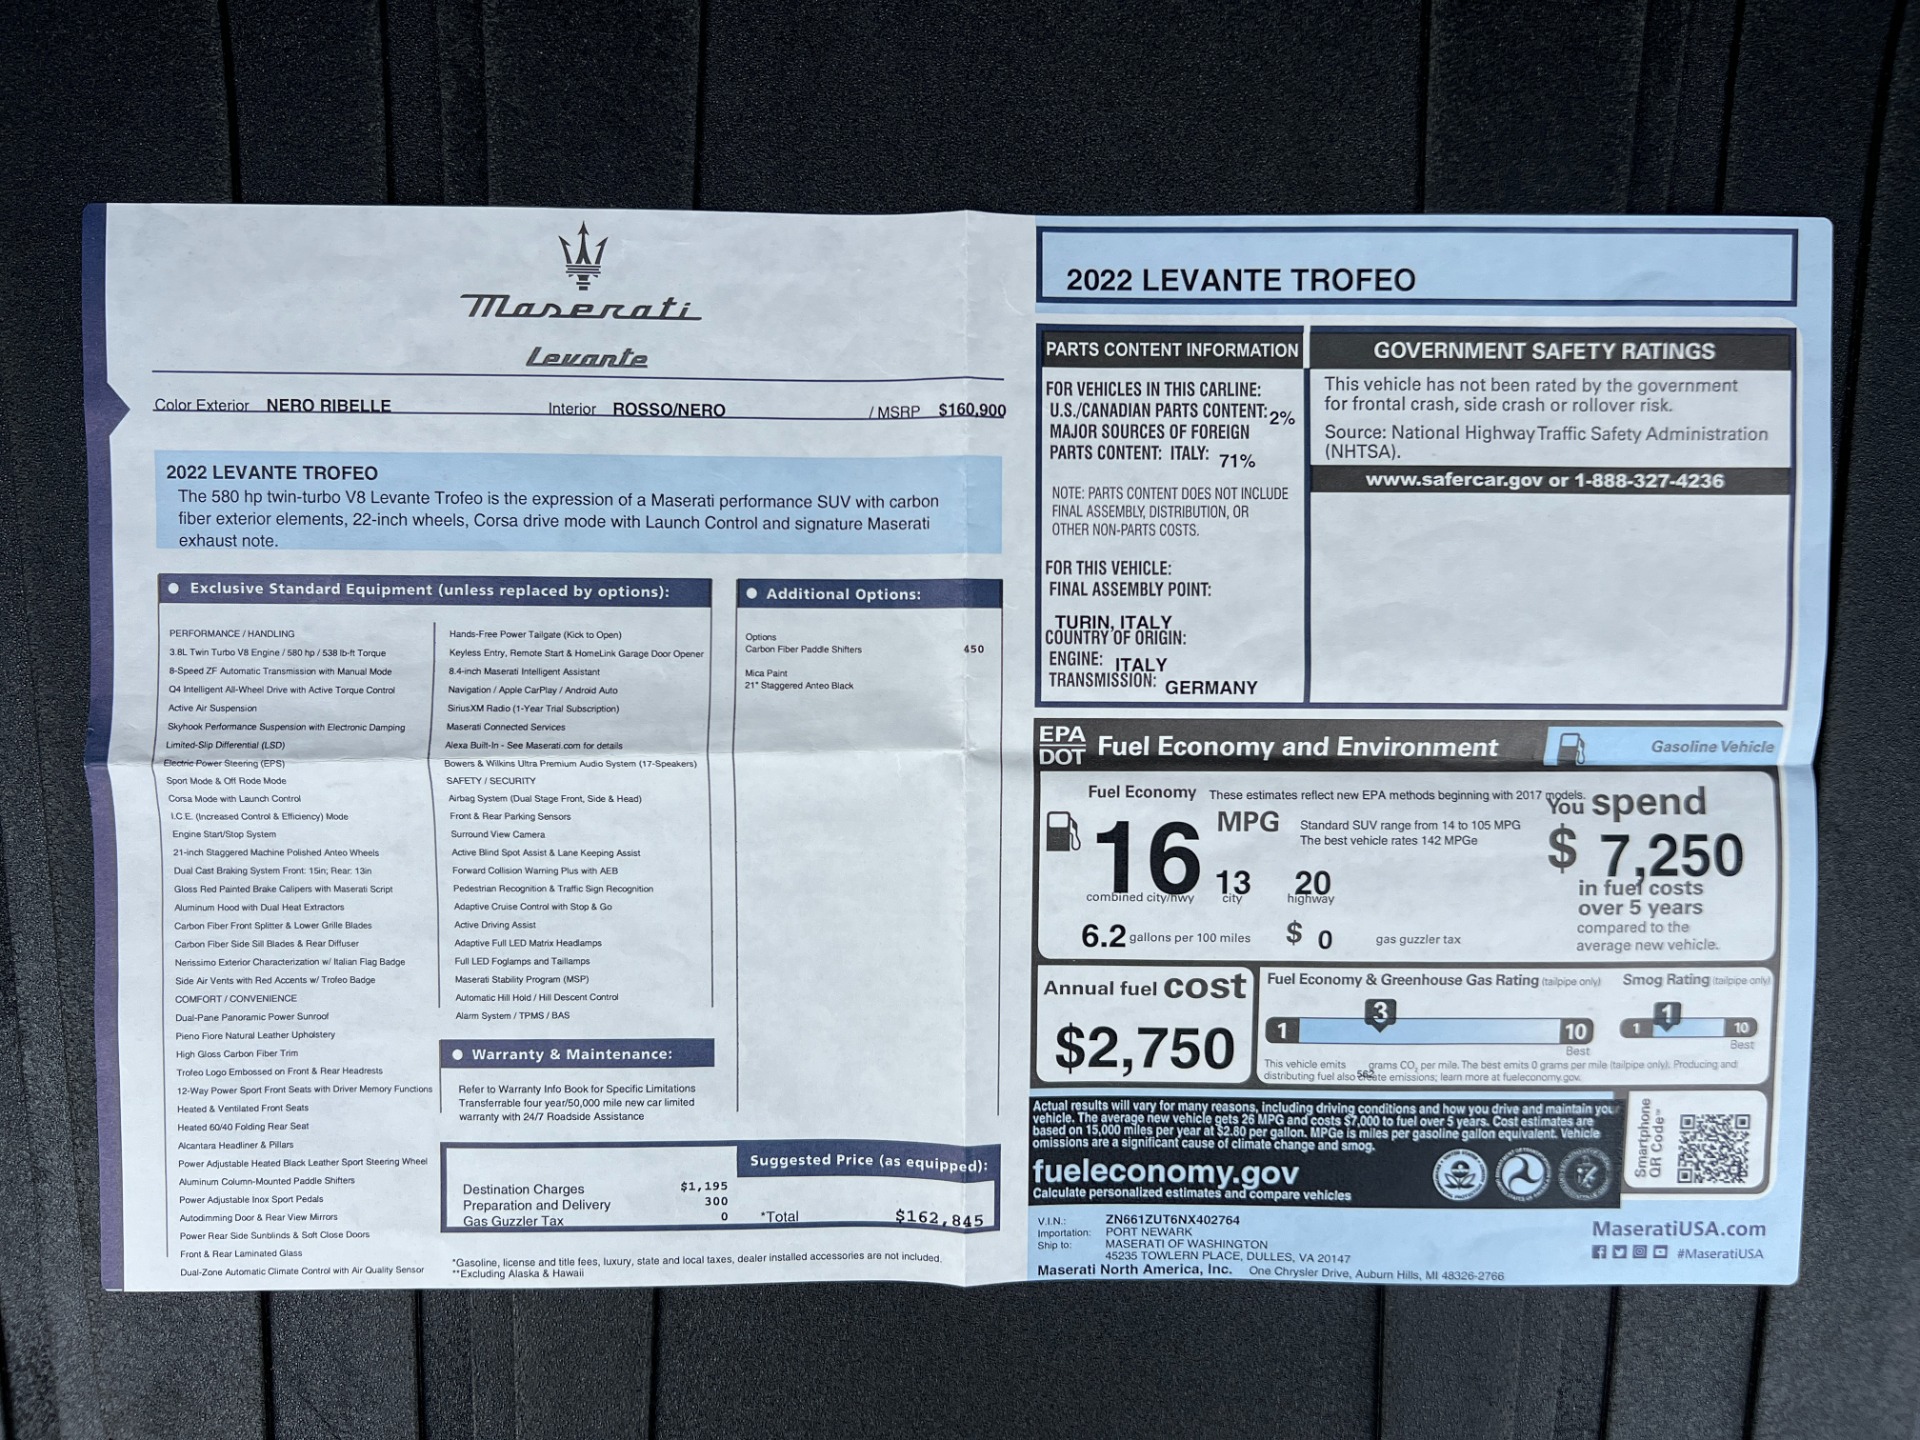 Maserati
Levante
Color Exterior NERO RIBELLE Interior ROSSO/NERO / MSRP $160,900
2022 LEVANTE TROFEO
The 580 hp twin-turbo V8 Levante Trofeo is the expression of a Maserati performance SUV with carbon
fiber exterior elements, 22-inch wheels, Corsa drive mode with Launch Control and signature Maserati
exhaust note.
Exclusive Standard Equipment (unless replaced by options):
PERFORMANCE / HANDLING
3.8L Twin Turbo V8 Engine / 580 hp / 538 lb-ft Torque
8-Speed ZF Automatic Transmission with Manual Mode
Q4 Intelligent All-Wheel Drive with Active Torque Control
Active Air Suspension
Skyhook Performance Suspension with Electronic Damping
Limited-Slip Differential (LSD)
Electric Power Steering (EPS)
Sport Mode & Off Rode Mode
Corsa Mode with Launch Control
I.C.E. (Increased Control & Efficiency) Mode
Engine Start/Stop System
21-inch Staggered Machine Polished Anteo Wheels
Dual Cast Braking System Front: 15in; Rear: 13in
Gloss Red Painted Brake Calipers with Maserati Script
Aluminum Hood with Dual Heat Extractors
Carbon Fiber Front Splitter & Lower Grille Blades
Carbon Fiber Side Sill Blades & Rear Diffuser
Nerissimo Exterior Characterization w/ Italian Flag Badge
Side Air Vents with Red Accents w/ Trofeo Badge
COMFORT / CONVENIENCE
Dual-Pane Panoramic Power Sunroof
Pieno Fiore Natural Leather Upholstery
High Gloss Carbon Fiber Trim
Trofeo Logo Embossed on Front & Rear Headrests
12-Way Power Sport Front Seats with Driver Memory Functions
Heated & Ventilated Front Seats
Heated 60/40 Folding Rear Seat
Alcantara Headliner & Pillars
Power Adjustable Heated Black Leather Sport Steering Wheel
Aluminum Column-Mounted Paddle Shifters
Power Adjustable Inox Sport Pedals
Autodimming Door & Rear View Mirrors
Power Rear Side Sunblinds & Soft Close Doors
Front & Rear Laminated Glass
Dual-Zone Automatic Climate Control with Air Quality Sensor
Hands-Free Power Tailgate (Kick to Open)
Keyless Entry, Remote Start & HomeLink Garage Door Opener
8.4-inch Maserati Intelligent Assistant
Navigation / Apple CarPlay / Android Auto
SiriusXM Radio (1-Year Trial Subscription)
Maserati Connected Services
Alexa Built-In - See Maserati.com for details
Bowers & Wilkins Ultra Premium Audio System (17-Speakers)
SAFETY / SECURITY
Airbag System (Dual Stage Front, Side & Head)
Front & Rear Parking Sensors
Surround View Camera
Active Blind Spot Assist & Lane Keeping Assist
Forward Collision Warning Plus with AEB
Pedestrian Recognition & Traffic Sign Recognition
Adaptive Cruise Control with Stop & Go
Active Driving Assist
Adaptive Full LED Matrix Headlamps
Full LED Foglamps and Taillamps
Maserati Stability Program (MSP)
Automatic Hill Hold / Hill Descent Control
Alarm System / TPMS / BAS
Additional Options:
Options
Carbon Fiber Paddle Shifters 450
Mica Paint
21" Staggered Anteo Black
Warranty & Maintenance:
Refer to Warranty Info Book for Specific Limitations
Transferrable four year/50,000 mile new car limited
warranty with 24/7 Roadside Assistance
Suggested Price (as equipped):
Destination Charges $1,195
Preparation and Delivery 300
Gas Guzzler Tax 0 *Total $162,845
*Gasoline, license and title fees, luxury, state and local taxes, dealer installed accessories are not included.
**Excluding Alaska & Hawaii
2022 LEVANTE TROFEO
PARTS CONTENT INFORMATION
FOR VEHICLES IN THIS CARLINE:
U.S./CANADIAN PARTS CONTENT: 2%
MAJOR SOURCES OF FOREIGN
PARTS CONTENT: ITALY: 71%
NOTE: PARTS CONTENT DOES NOT INCLUDE
FINAL ASSEMBLY, DISTRIBUTION, OR
OTHER NON-PARTS COSTS.
FOR THIS VEHICLE:
FINAL ASSEMBLY POINT:
TURIN, ITALY
COUNTRY OF ORIGIN:
ENGINE: ITALY
TRANSMISSION: GERMANY
GOVERNMENT SAFETY RATINGS
This vehicle has not been rated by the government
for frontal crash, side crash or rollover risk.
Source: National Highway Traffic Safety Administration
(NHTSA).
www.safercar.gov or 1-888-327-4236
EPA
DOT
Fuel Economy and Environment
Gasoline Vehicle
Fuel Economy These estimates reflect new EPA methods beginning with 2017 models.
16 MPG
combined city/hwy
13
city
20
highway
Standard SUV range from 14 to 105 MPG
The best vehicle rates 142 MPGe
6.2 gallons per 100 miles
$ 0 gas guzzler tax
You spend
$ 7,250
in fuel costs
over 5 years
compared to the
average new vehicle.
Annual fuel cost
$2,750
Fuel Economy & Greenhouse Gas Rating (tailpipe only)
3
1 10
Best
Smog Rating (tailpipe only)
1
1 10
Best
This vehicle emits 562 grams CO2 per mile. The best emits 0 grams per mile (tailpipe only). Producing and
distributing fuel also create emissions; learn more at fueleconomy.gov.
Actual results will vary for many reasons, including driving conditions and how you drive and maintain your
vehicle. The average new vehicle gets 26 MPG and costs $7,000 to fuel over 5 years. Cost estimates are
based on 15,000 miles per year at $2.80 per gallon. MPGe is miles per gasoline gallon equivalent. Vehicle
omissions are a significant cause of climate change and smog.
fueleconomy.gov
Calculate personalized estimates and compare vehicles
Smartphone
QR Code™
V.I.N.: ZN661ZUT6NX402764
Importation: PORT NEWARK
Ship to: MASERATI OF WASHINGTON
45235 TOWLERN PLACE, DULLES, VA 20147
Maserati North America, Inc. One Chrysler Drive, Auburn Hills, MI 48326-2766
MaseratiUSA.com
#MaseratiUSA